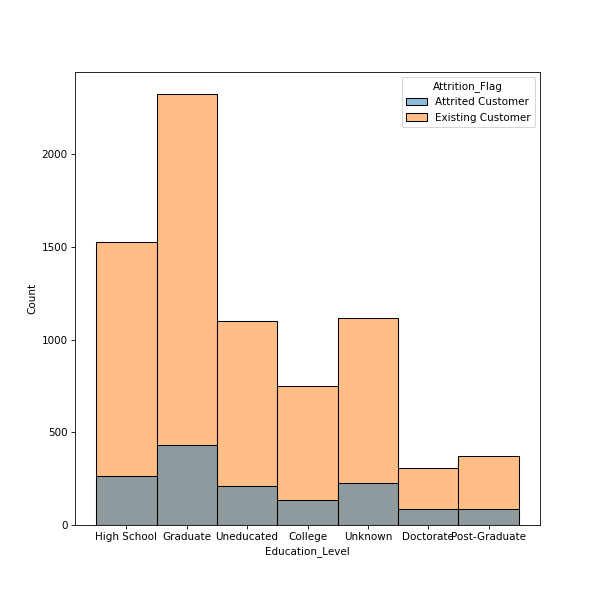 Attrition_Flag
Attrited Customer
Existing Customer
2000
1500
1000
500
0
Count
High School Graduate Uneducated College Unknown Doctorate Post-Graduate
Education_Level